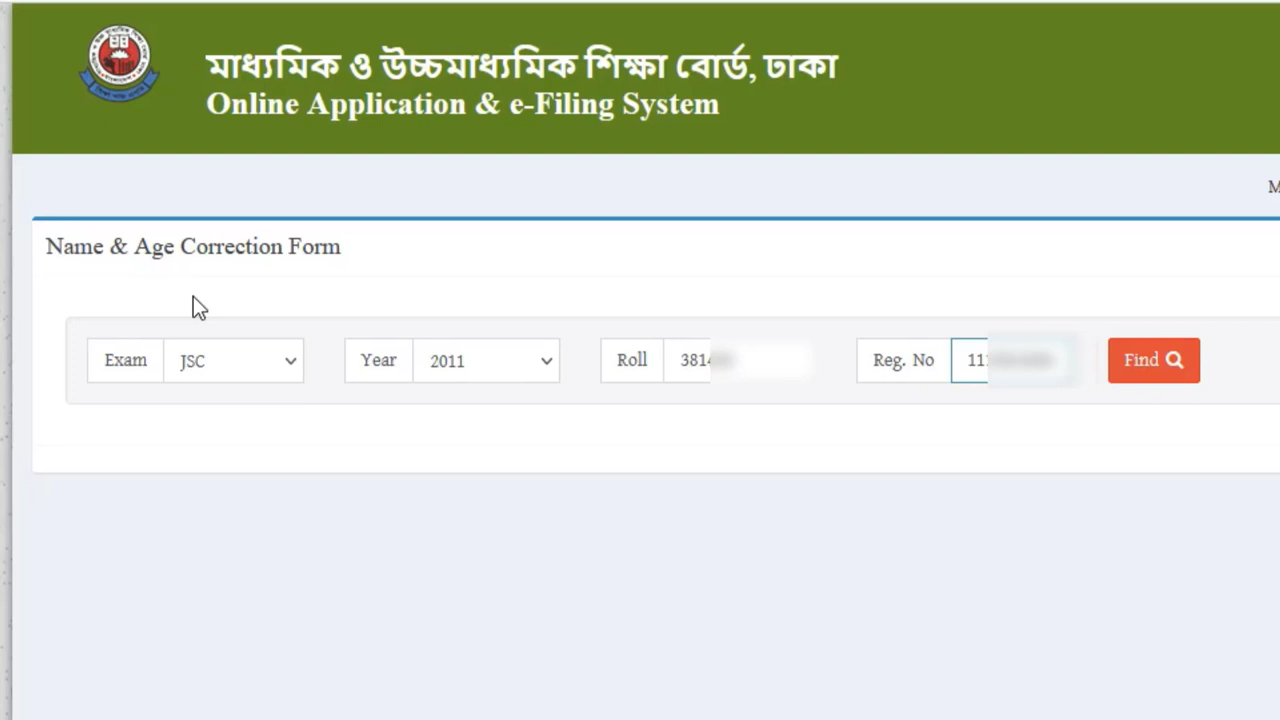 মাধ্যমিক ও উচ্চমাধ্যমিক শিক্ষা বোর্ড, ঢাকা
Online Application & e-Filing System
Name & Age Correction Form
Exam JSC Year 2011 Roll Reg. No Find